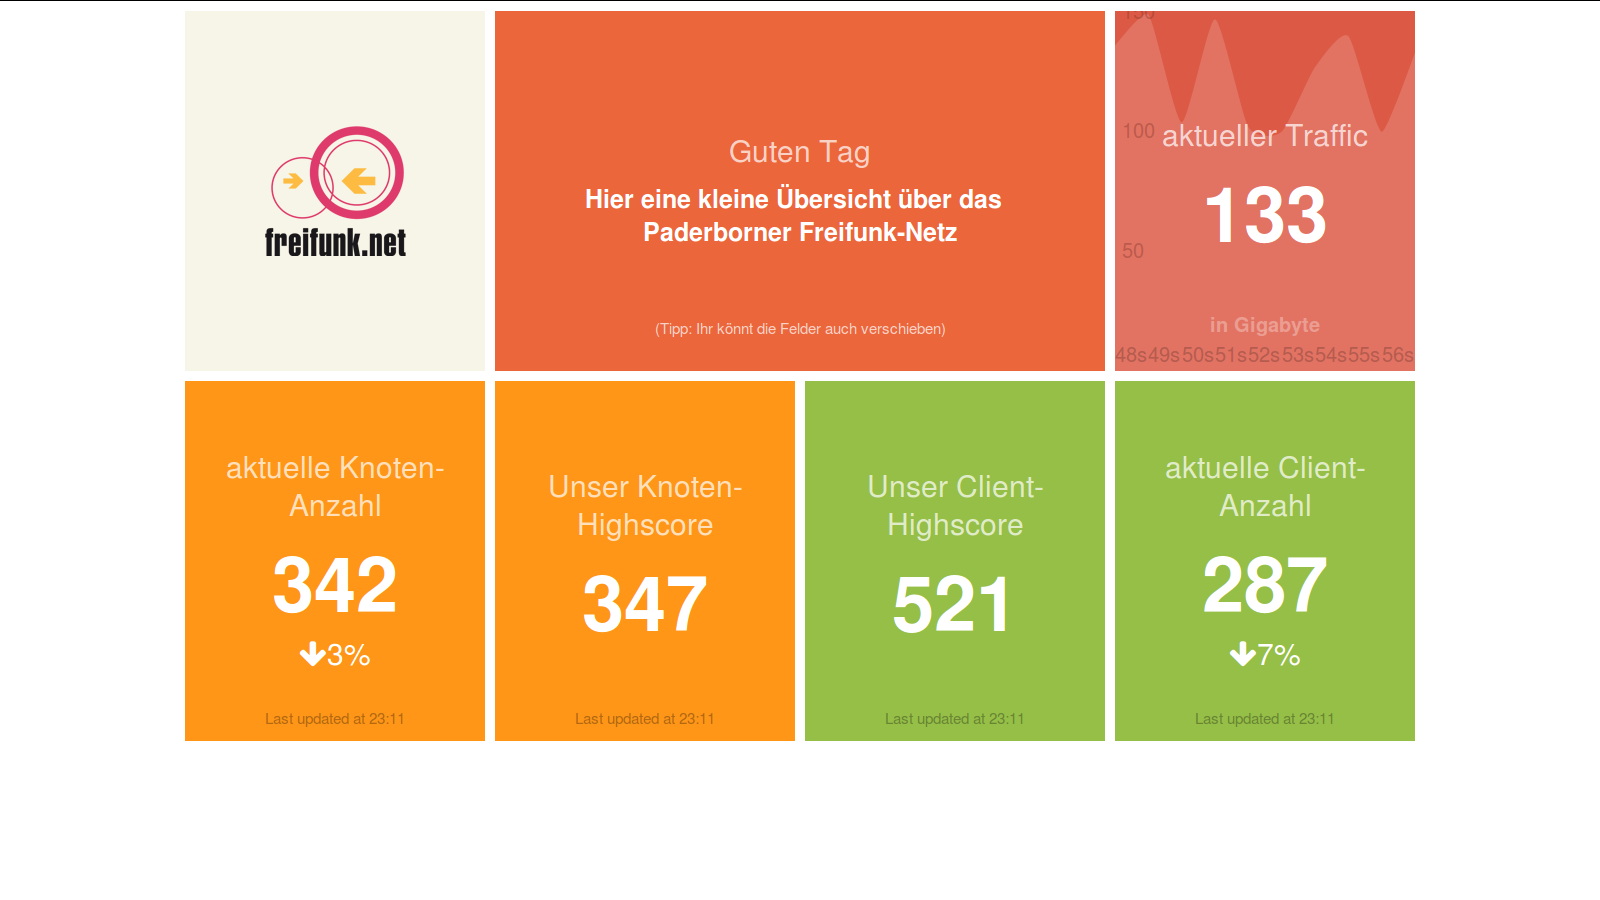 freifunk.net
Guten Tag
Hier eine kleine Übersicht über das
Paderborner Freifunk-Netz
(Tipp: Ihr könnt die Felder auch verschieben)
150
100
aktueller Traffic
133
50
in Gigabyte
48s 49s 50s 51s 52s 53s 54s 55s 56s
aktuelle Knoten-
Anzahl
342
3%
Last updated at 23:11
Unser Knoten-
Highscore
347
Last updated at 23:11
Unser Client-
Highscore
521
Last updated at 23:11
aktuelle Client-
Anzahl
287
7%
Last updated at 23:11